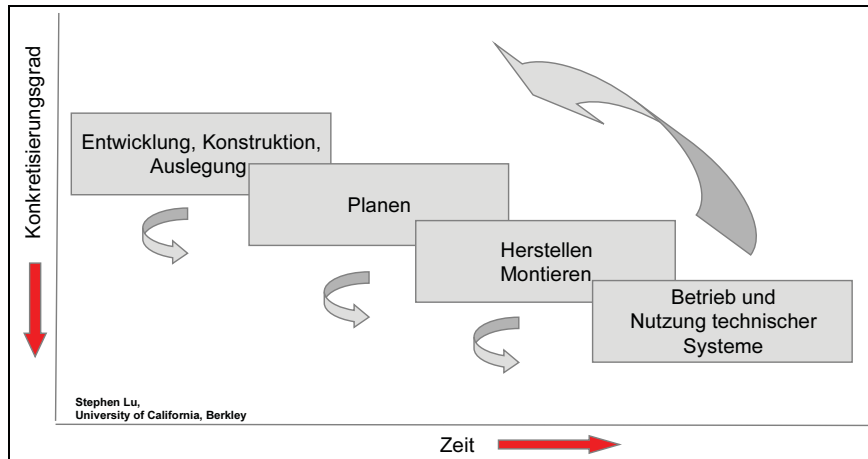 Konkretisierungsgrad
Entwicklung, Konstruktion,
Auslegung
Planen
Herstellen
Montieren
Betrieb und
Nutzung technischer
Systeme
Stephen Lu,
University of California, Berkley
Zeit